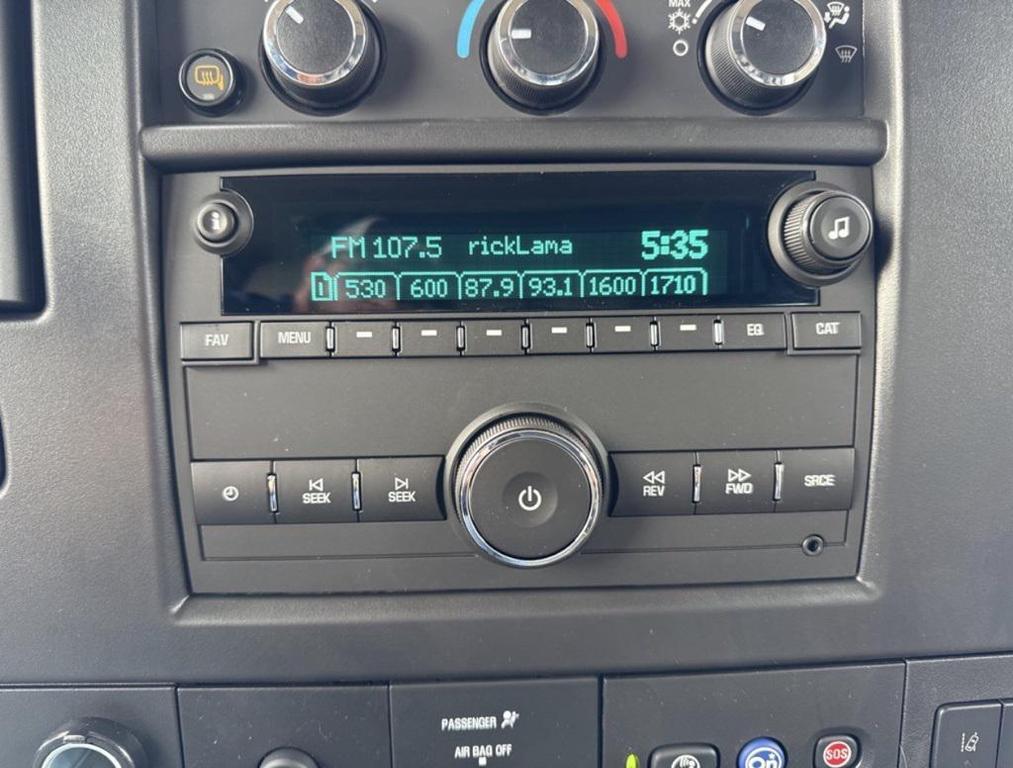 MAX
FM 107.5 rickLama 5:35
1 530 600 87.9 93.1 1600 1710
FAV MENU EQ CAT
SEEK SEEK REV FWD SRCE
PASSENGER
AIR BAG OFF
On SOS